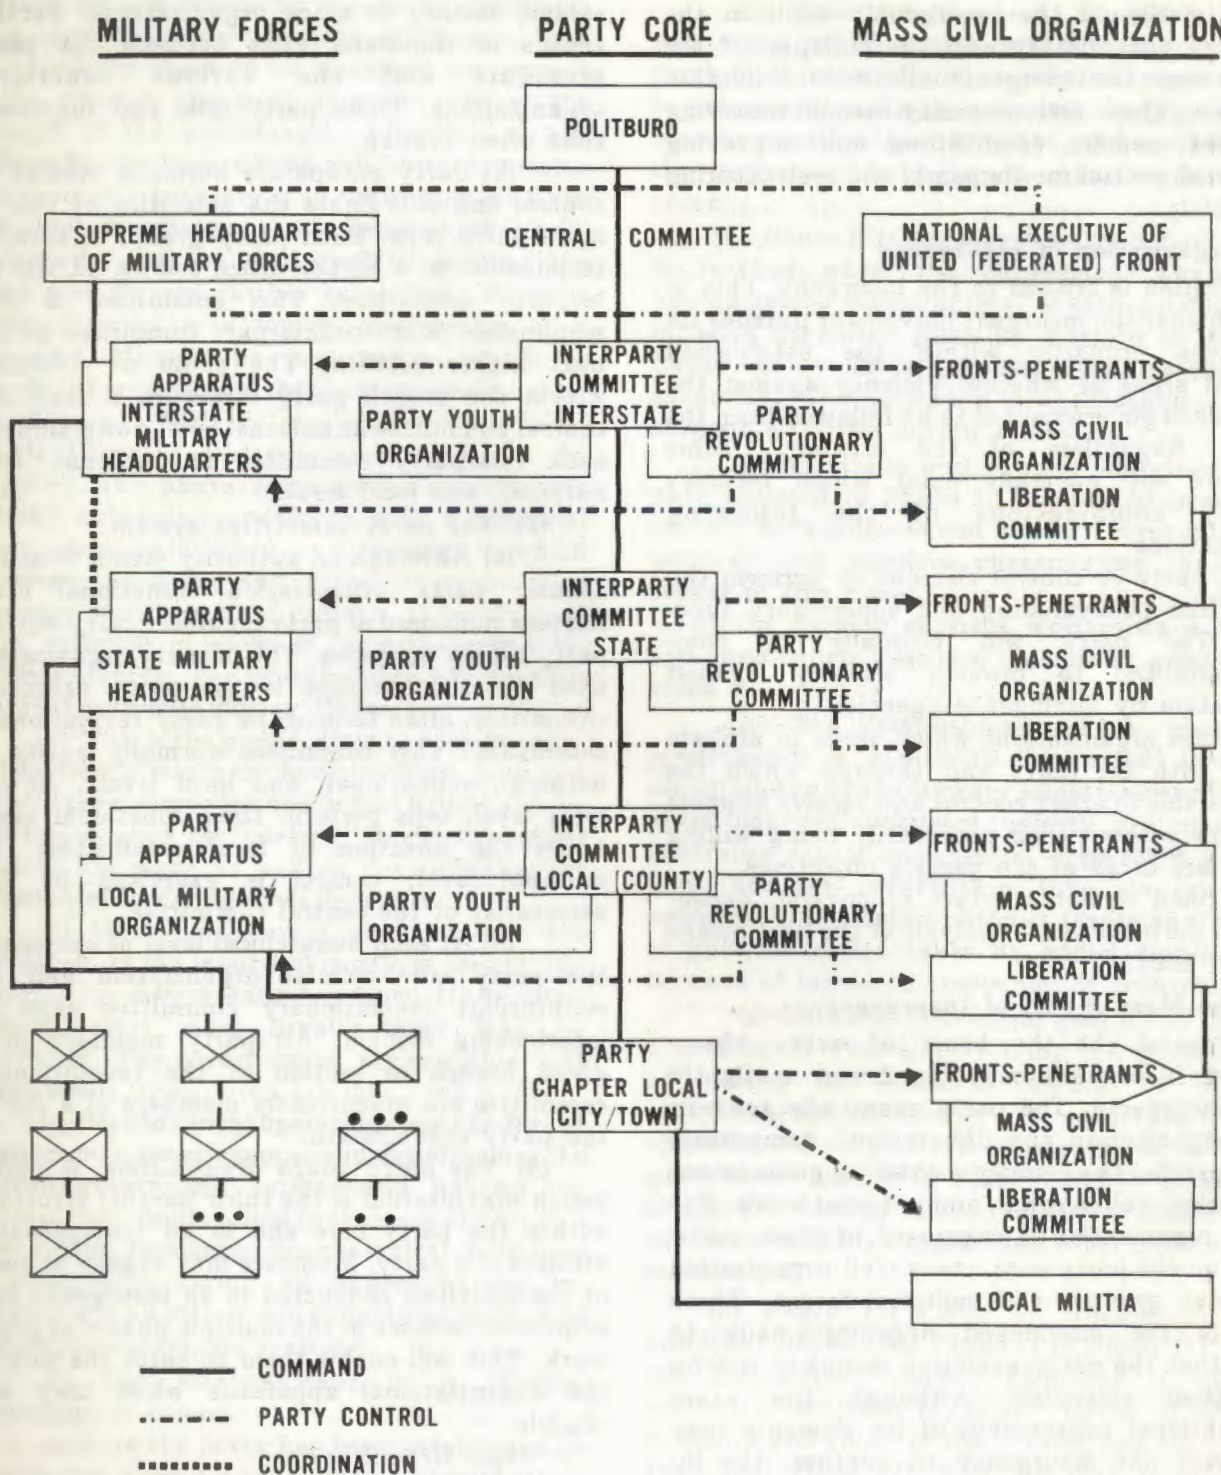 MILITARY FORCES
PARTY CORE
MASS CIVIL ORGANIZATION
POLITBURO
SUPREME HEADQUARTERS
OF MILITARY FORCES
CENTRAL COMMITTEE
NATIONAL EXECUTIVE OF
UNITED (FEDERATED) FRONT
PARTY
APPARATUS
INTERSTATE
MILITARY
HEADQUARTERS
PARTY YOUTH
ORGANIZATION
INTERPARTY
COMMITTEE
INTERSTATE
PARTY
REVOLUTIONARY
COMMITTEE
FRONTS-PENETRANTS
MASS CIVIL
ORGANIZATION
LIBERATION
COMMITTEE
PARTY
APPARATUS
STATE MILITARY
HEADQUARTERS
PARTY YOUTH
ORGANIZATION
INTERPARTY
COMMITTEE
STATE
PARTY
REVOLUTIONARY
COMMITTEE
FRONTS-PENETRANTS
MASS CIVIL
ORGANIZATION
LIBERATION
COMMITTEE
PARTY
APPARATUS
LOCAL MILITARY
ORGANIZATION
PARTY YOUTH
ORGANIZATION
INTERPARTY
COMMITTEE
LOCAL (COUNTY)
PARTY
REVOLUTIONARY
COMMITTEE
FRONTS-PENETRANTS
MASS CIVIL
ORGANIZATION
LIBERATION
COMMITTEE
PARTY
CHAPTER LOCAL
(CITY/TOWN)
FRONTS-PENETRANTS
MASS CIVIL
ORGANIZATION
LIBERATION
COMMITTEE
LOCAL MILITIA
COMMAND
PARTY CONTROL
COORDINATION